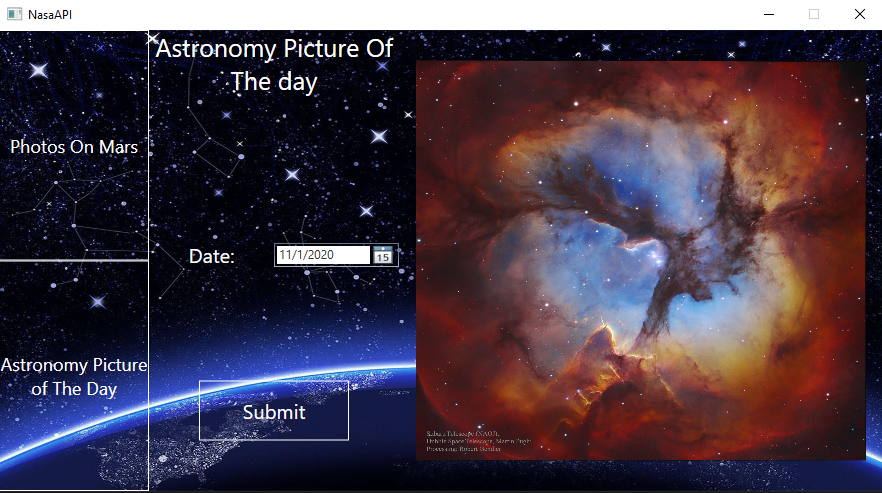 NasaAPI
Astronomy Picture Of
The day
Photos On Mars
Date:
11/1/2020
15
Astronomy Picture
of The Day
Submit
Subaru Telescope (NAOJ),
Hubble Space Telescope, Martin Pugh
Processing: Robert Gendler